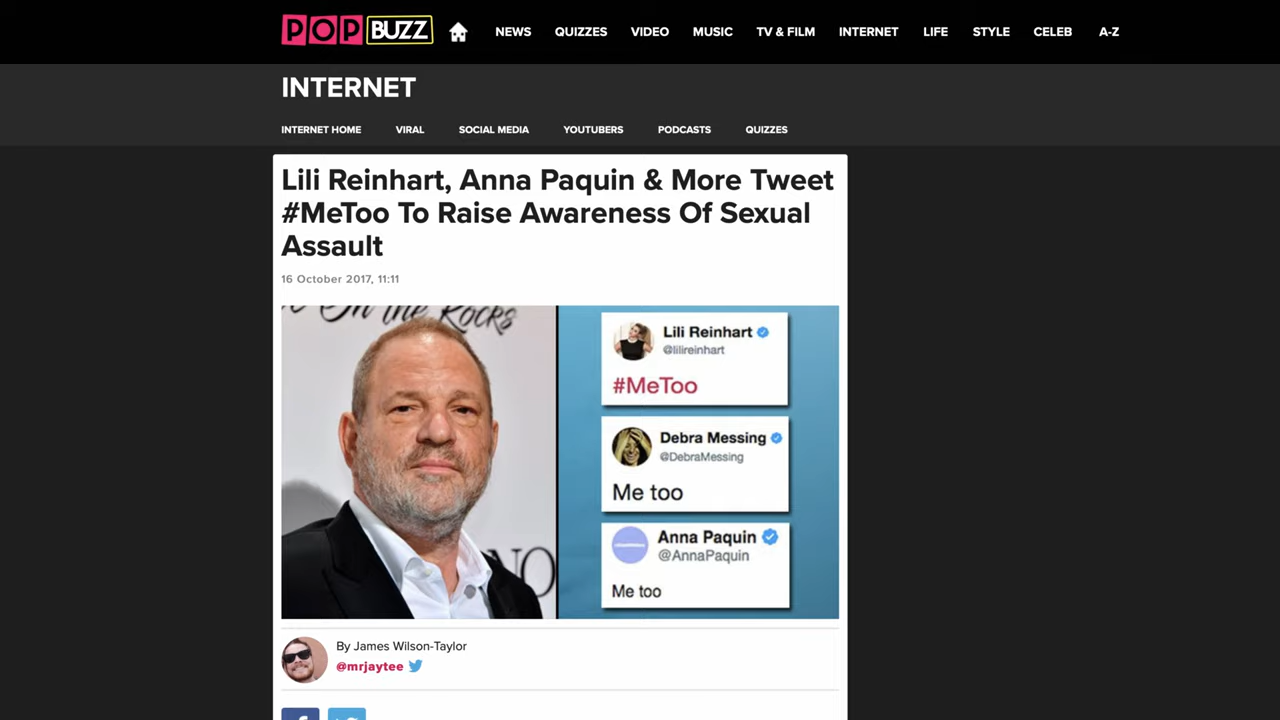 POP BUZZ NEWS QUIZZES VIDEO MUSIC TV & FILM INTERNET LIFE STYLE CELEB A-Z
INTERNET
INTERNET HOME VIRAL SOCIAL MEDIA YOUTUBERS PODCASTS QUIZZES
Lili Reinhart, Anna Paquin & More Tweet
#MeToo To Raise Awareness Of Sexual
Assault
16 October 2017, 11:11
On the Rocks
Lili Reinhart
@lilireinhart
#MeToo
Debra Messing
@DebraMessing
Me too
Anna Paquin
@AnnaPaquin
Me too
NO
By James Wilson-Taylor
@mrjaytee